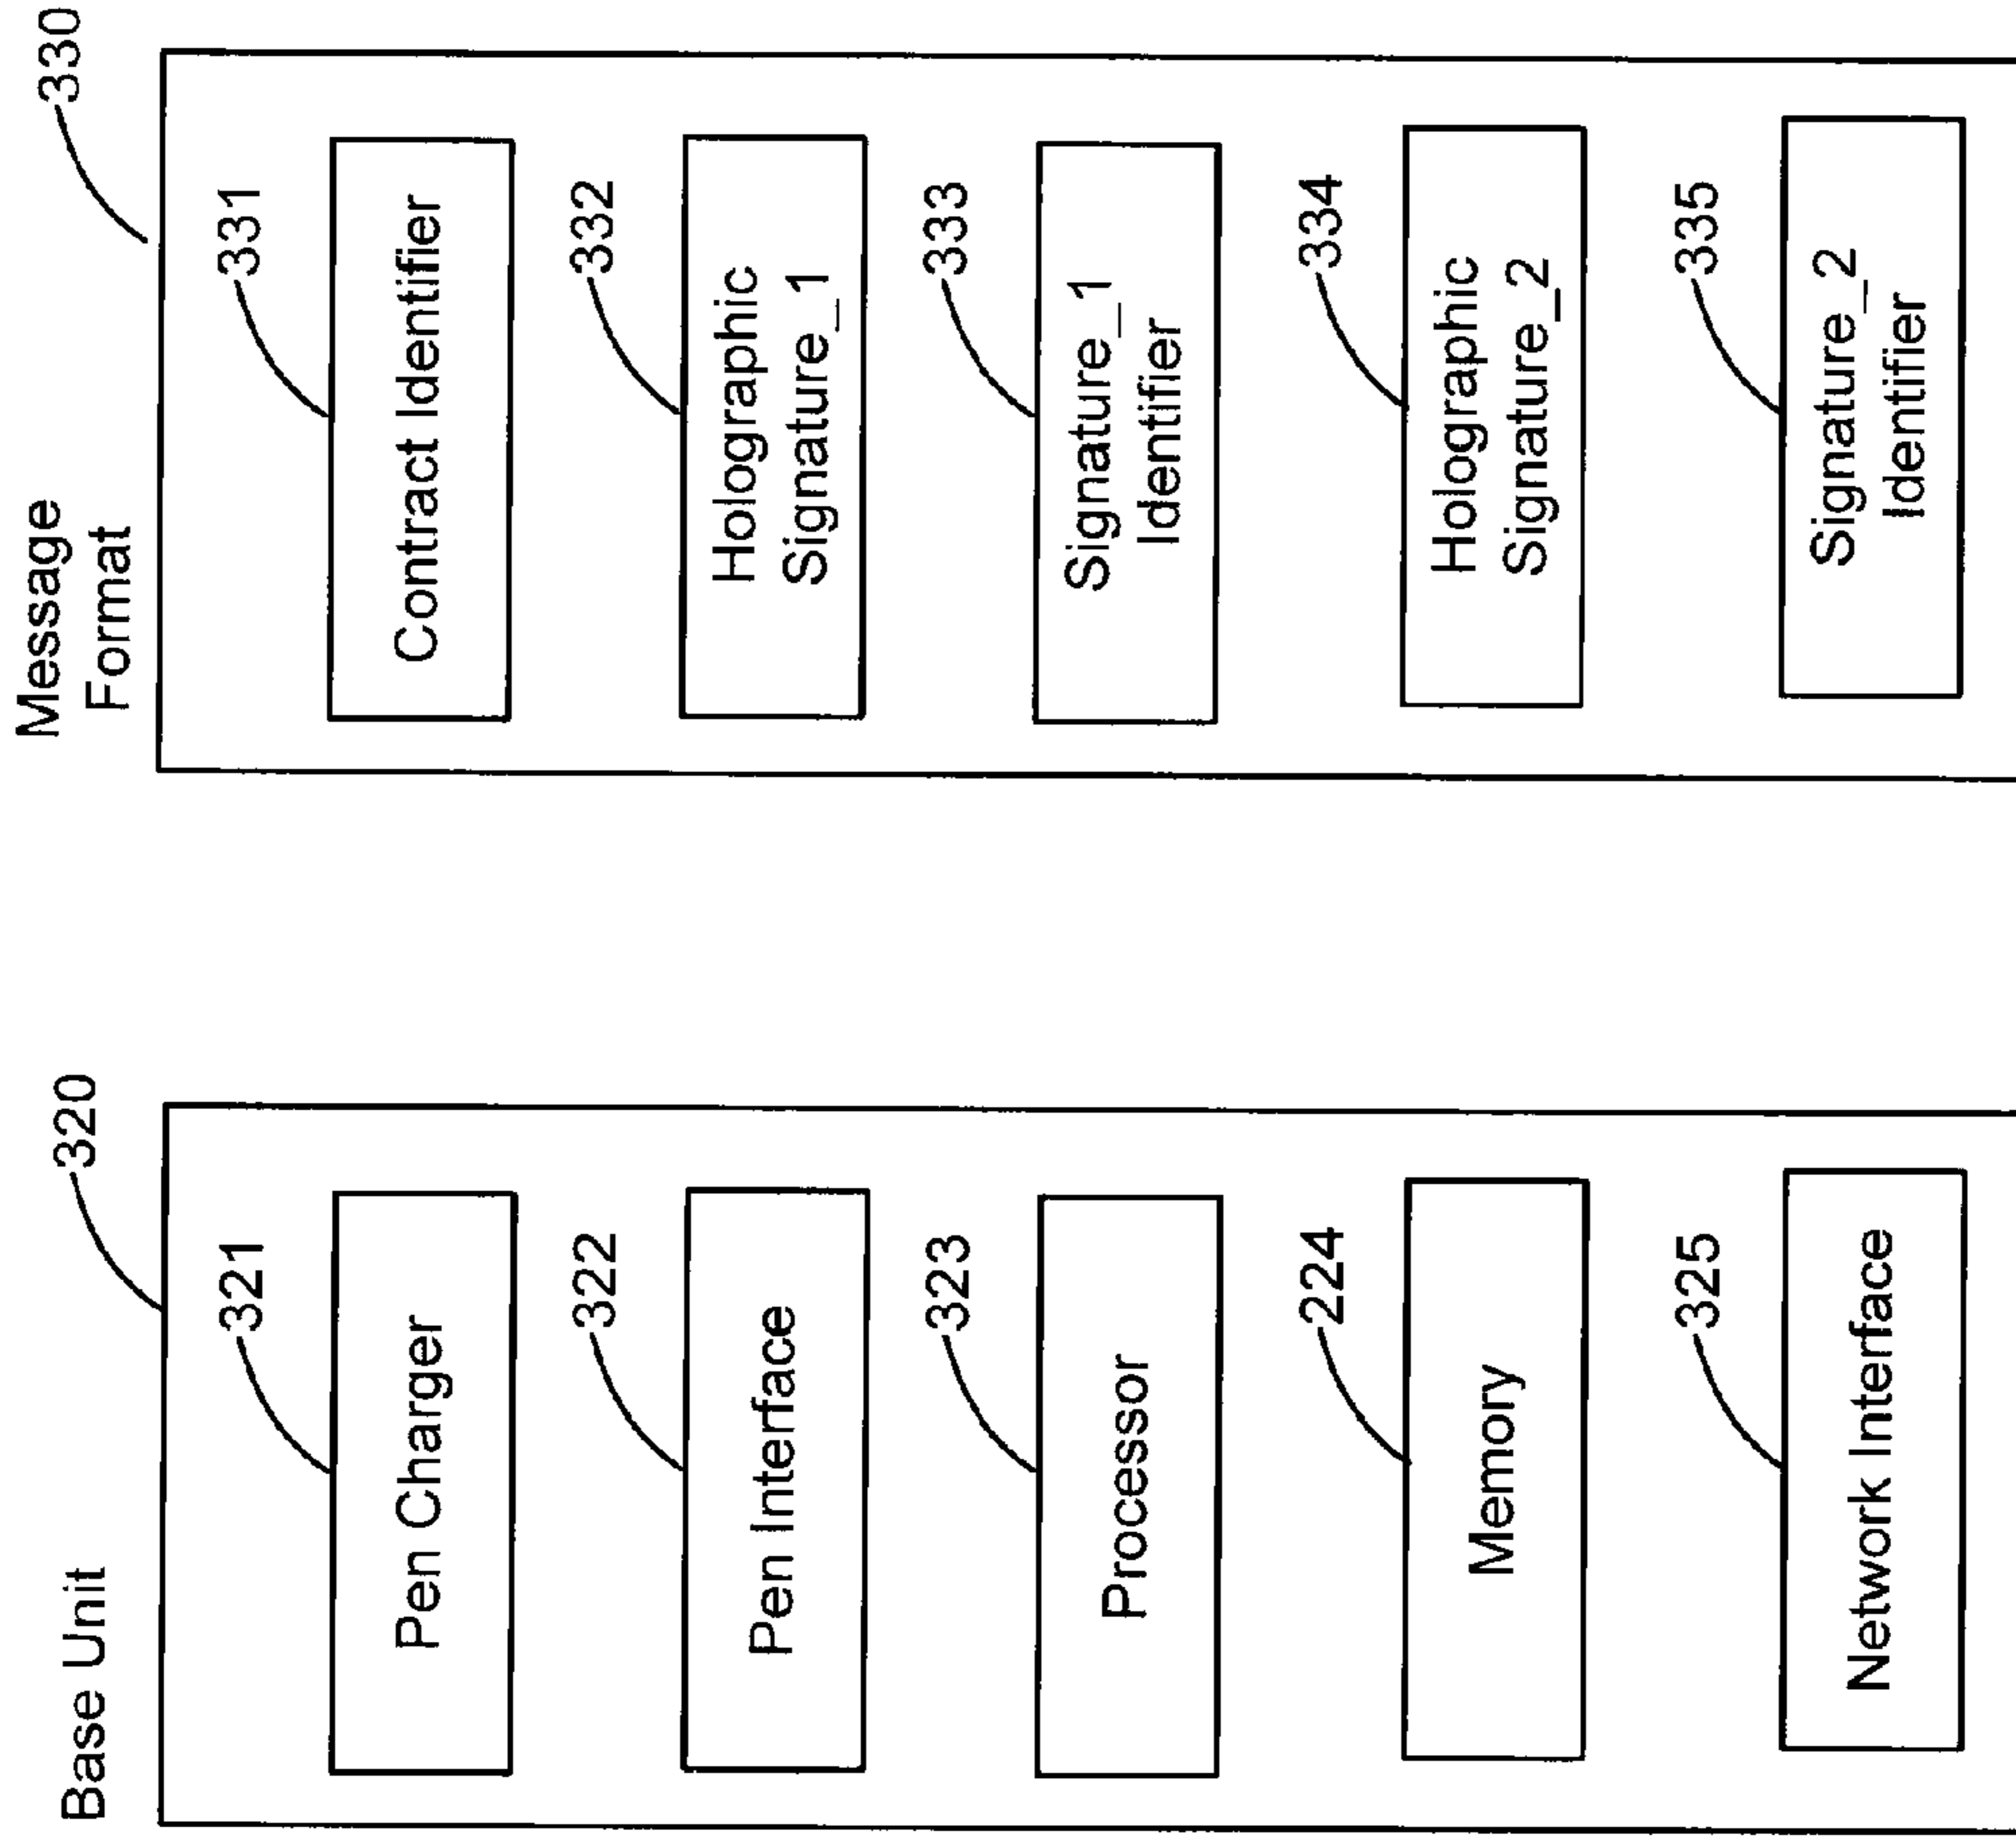 Base Unit
320
321
Pen Charger
322
Pen Interface
323
Processor
224
Memory
325
Network Interface
Message
Format
330
331
Contract Identifier
332
Holographic
Signature_1
333
Signature_1
Identifier
334
Holographic
Signature_2
335
Signature_2
Identifier